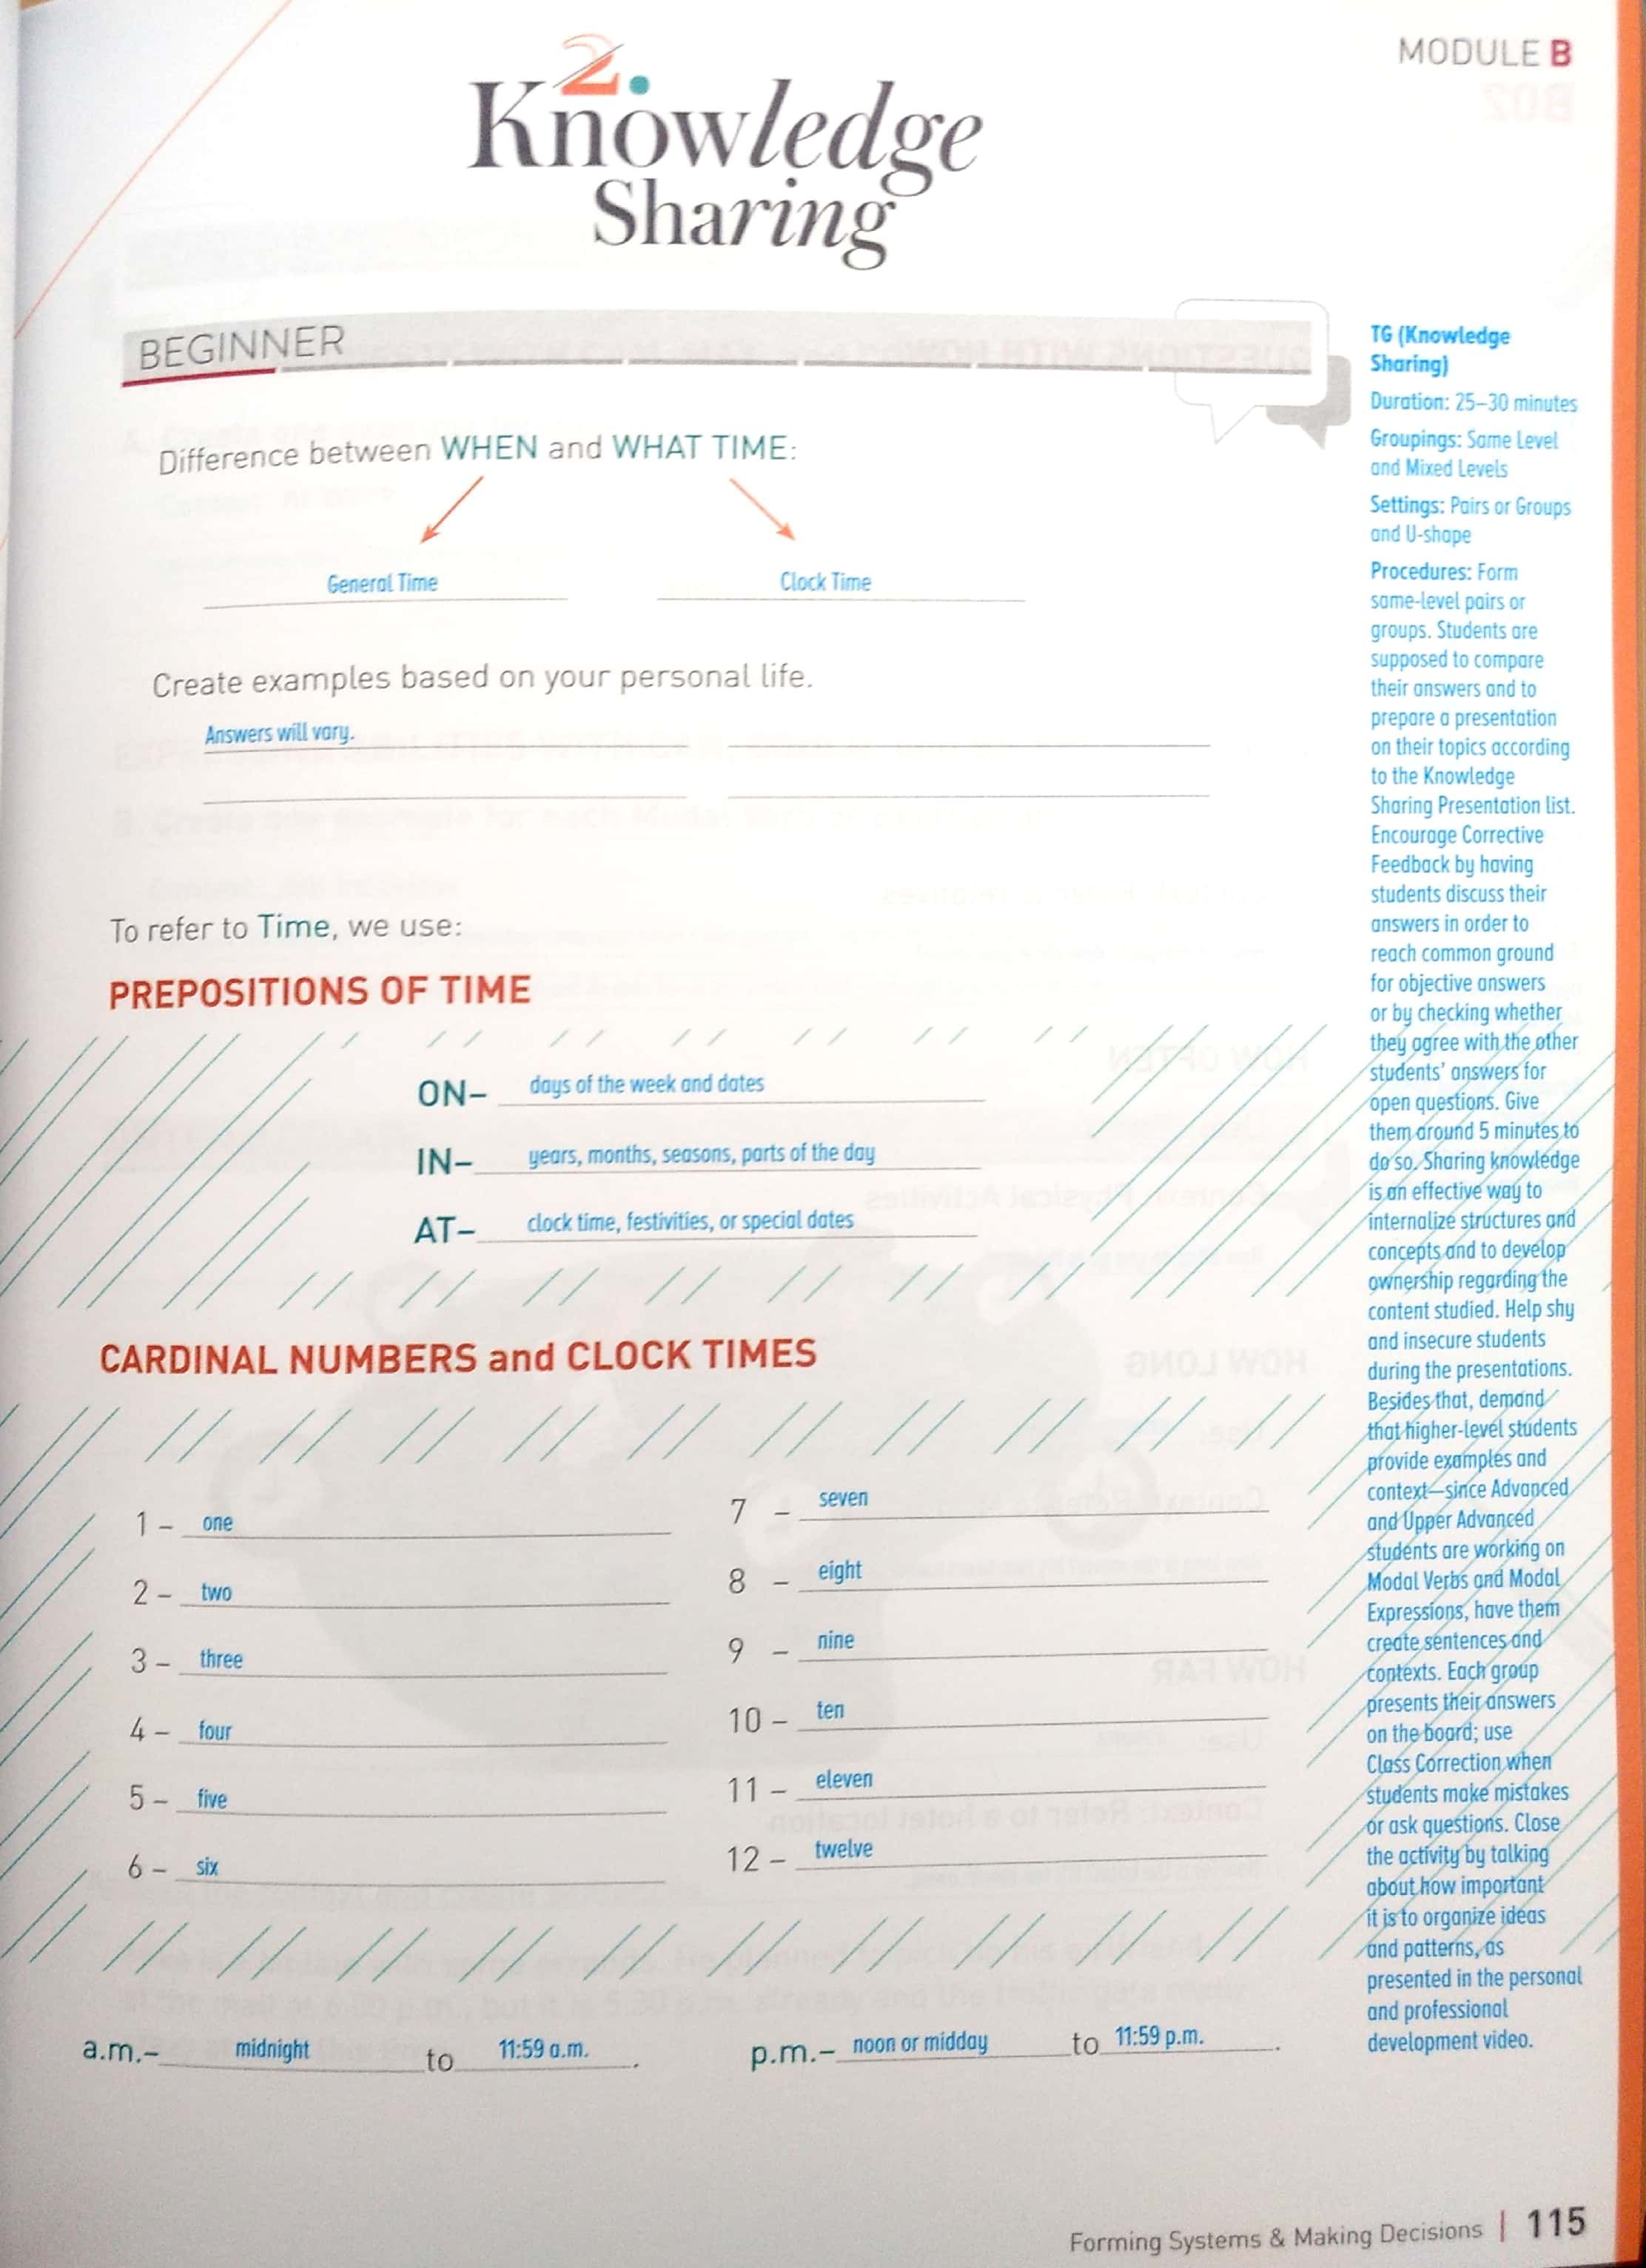 MODULE B
2.
Knowledge
Sharing
BEGINNER
Difference between WHEN and WHAT TIME:
General Time Clock Time
Create examples based on your personal life.
Answers will vary.
To refer to Time, we use:
PREPOSITIONS OF TIME
ON- days of the week and dates
IN- years, months, seasons, parts of the day
AT- clock time, festivities, or special dates
CARDINAL NUMBERS and CLOCK TIMES
1 - one
2 - two
3 - three
4 - four
5 - five
6 - six
7 - seven
8 - eight
9 - nine
10 - ten
11 - eleven
12 - twelve
a.m.- midnight to 11:59 a.m. .
p.m.- noon or midday to 11:59 p.m. .
TG (Knowledge
Sharing)
Duration: 25–30 minutes
Groupings: Same Level
and Mixed Levels
Settings: Pairs or Groups
and U-shape
Procedures: Form
same-level pairs or
groups. Students are
supposed to compare
their answers and to
prepare a presentation
on their topics according
to the Knowledge
Sharing Presentation list.
Encourage Corrective
Feedback by having
students discuss their
answers in order to
reach common ground
for objective answers
or by checking whether
they agree with the other
students' answers for
open questions. Give
them around 5 minutes to
do so. Sharing knowledge
is an effective way to
internalize structures and
concepts and to develop
ownership regarding the
content studied. Help shy
and insecure students
during the presentations.
Besides that, demand
that higher-level students
provide examples and
context—since Advanced
and Upper Advanced
students are working on
Modal Verbs and Modal
Expressions, have them
create sentences and
contexts. Each group
presents their answers
on the board; use
Class Correction when
students make mistakes
or ask questions. Close
the activity by talking
about how important
it is to organize ideas
and patterns, as
presented in the personal
and professional
development video.
Forming Systems & Making Decisions | 115